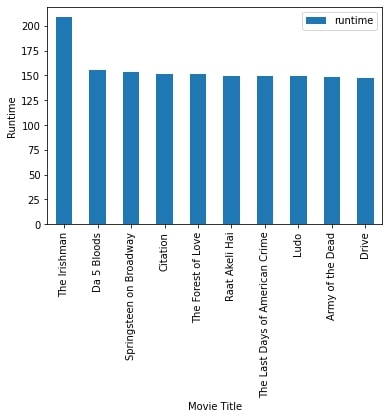 runtime
Runtime
200
175
150
125
100
75
50
25
0
The Irishman
Da 5 Bloods
Springsteen on Broadway
Citation
The Forest of Love
Raat Akeli Hai
The Last Days of American Crime
Ludo
Army of the Dead
Drive
Movie Title